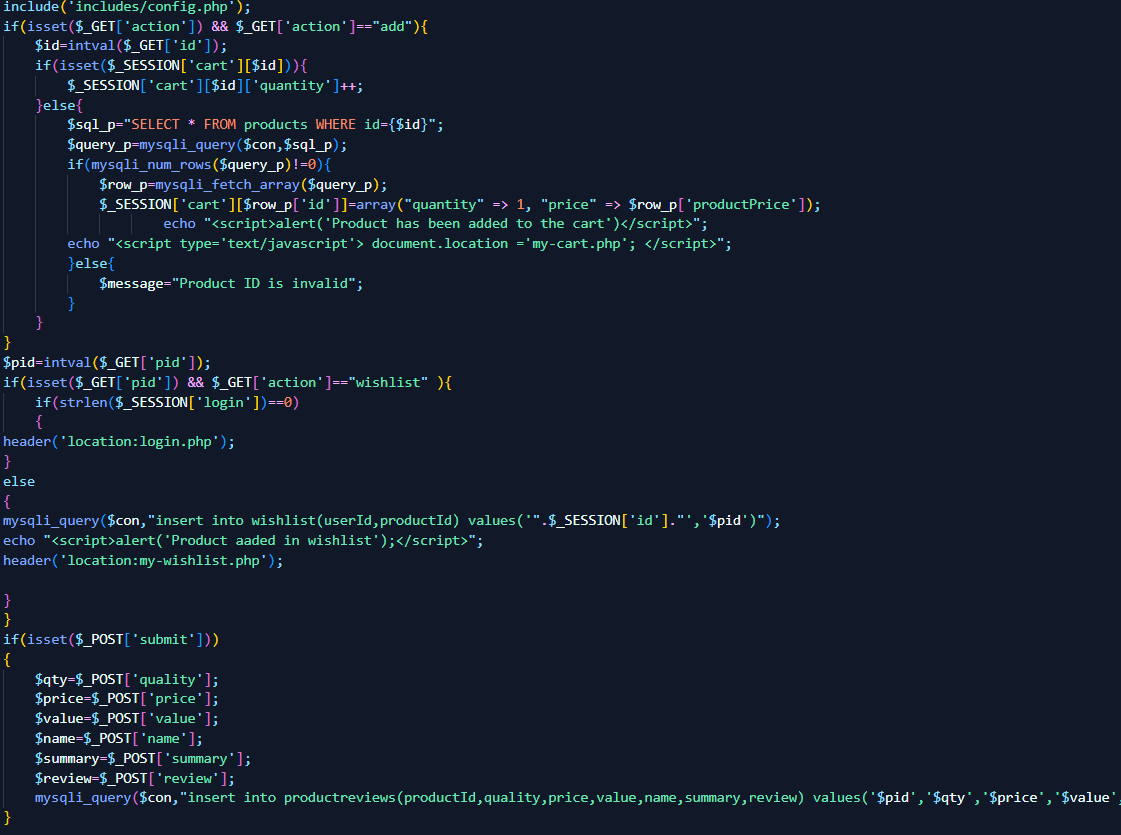 include('includes/config.php');
if(isset($_GET['action']) && $_GET['action']=="add"){
$id=intval($_GET['id']);
if(isset($_SESSION['cart'][$id])){
$_SESSION['cart'][$id]['quantity']++;
}else{
$sql_p="SELECT * FROM products WHERE id={$id}";
$query_p=mysqli_query($con,$sql_p);
if(mysqli_num_rows($query_p)!=0){
$row_p=mysqli_fetch_array($query_p);
$_SESSION['cart'][$row_p['id']]=array("quantity" => 1, "price" => $row_p['productPrice']);
echo "<script>alert('Product has been added to the cart')</script>";
echo "<script type='text/javascript'> document.location ='my-cart.php'; </script>";
}else{
$message="Product ID is invalid";
}
}
}
$pid=intval($_GET['pid']);
if(isset($_GET['pid']) && $_GET['action']=="wishlist" ){
if(strlen($_SESSION['login'])==0)
{
header('location:login.php');
}
else
{
mysqli_query($con,"insert into wishlist(userId,productId) values('".$_SESSION['id']."','$pid')");
echo "<script>alert('Product aaded in wishlist');</script>";
header('location:my-wishlist.php');
}
}
if(isset($_POST['submit']))
{
$qty=$_POST['quality'];
$price=$_POST['price'];
$value=$_POST['value'];
$name=$_POST['name'];
$summary=$_POST['summary'];
$review=$_POST['review'];
mysqli_query($con,"insert into productreviews(productId,quality,price,value,name,summary,review) values('$pid','$qty','$price','$value',
}